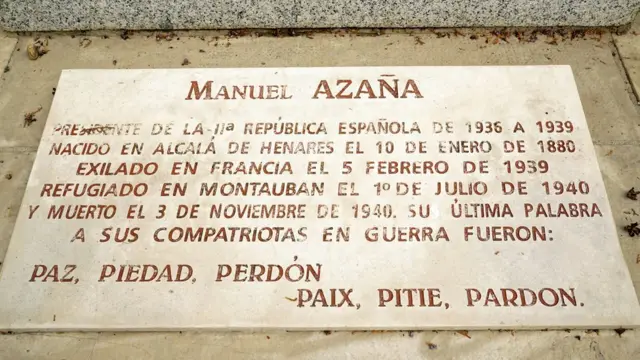 Manuel AZAÑA
PRESIDENTE DE LA IIª REPÚBLICA ESPAÑOLA DE 1936 A 1939
NACIDO EN ALCALÁ DE HENARES EL 10 DE ENERO DE 1880
EXILADO EN FRANCIA EL 5 FEBRERO DE 1939
REFUGIADO EN MONTAUBAN EL 1º DE JULIO DE 1940
Y MUERTO EL 3 DE NOVIEMBRE DE 1940. SU ÚLTIMA PALABRA
A SUS COMPATRIOTAS EN GUERRA FUERON:
PAZ, PIEDAD, PERDÓN
PAIX, PITIE, PARDON.